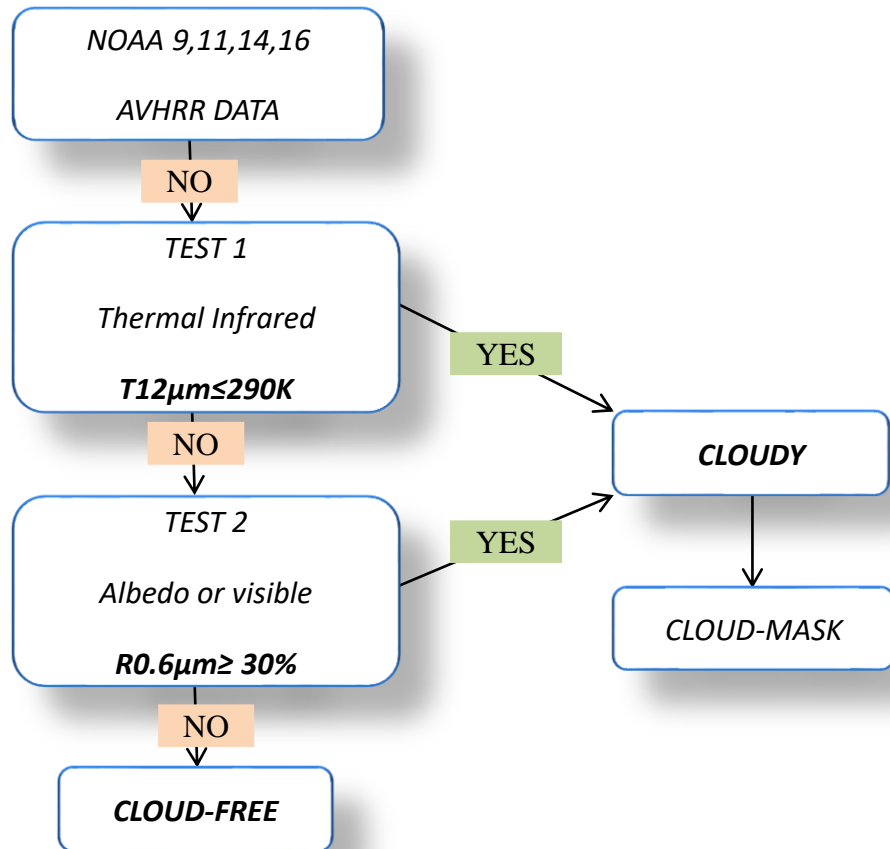 NOAA 9,11,14,16
AVHRR DATA
NO
TEST 1
Thermal Infrared
T12μm≤290K
YES
NO
CLOUDY
TEST 2
Albedo or visible
R0.6μm≥ 30%
YES
CLOUD-MASK
NO
CLOUD-FREE